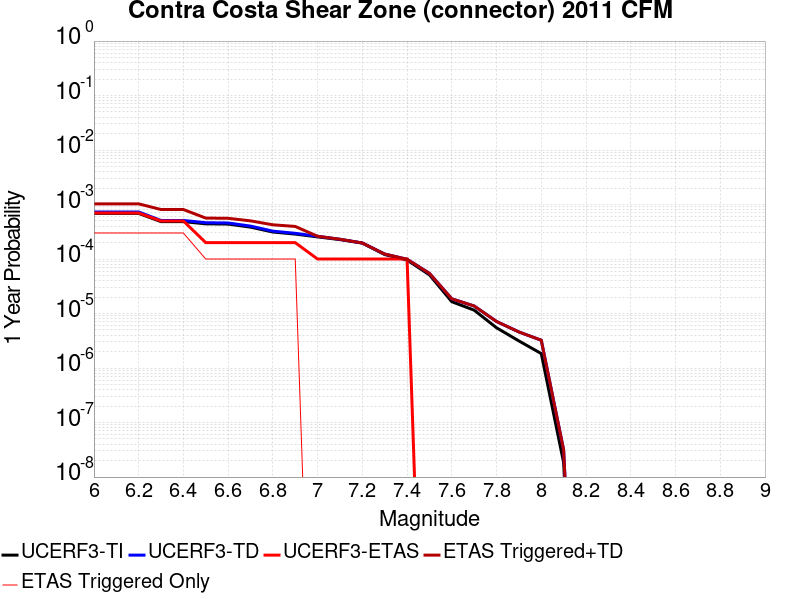 Contra Costa Shear Zone (connector) 2011 CFM
1 Year Probability
10^0
10^-1
10^-2
10^-3
10^-4
10^-5
10^-6
10^-7
10^-8
6 6.2 6.4 6.6 6.8 7 7.2 7.4 7.6 7.8 8 8.2 8.4 8.6 8.8 9
Magnitude
UCERF3-TI UCERF3-TD UCERF3-ETAS ETAS Triggered+TD
ETAS Triggered Only